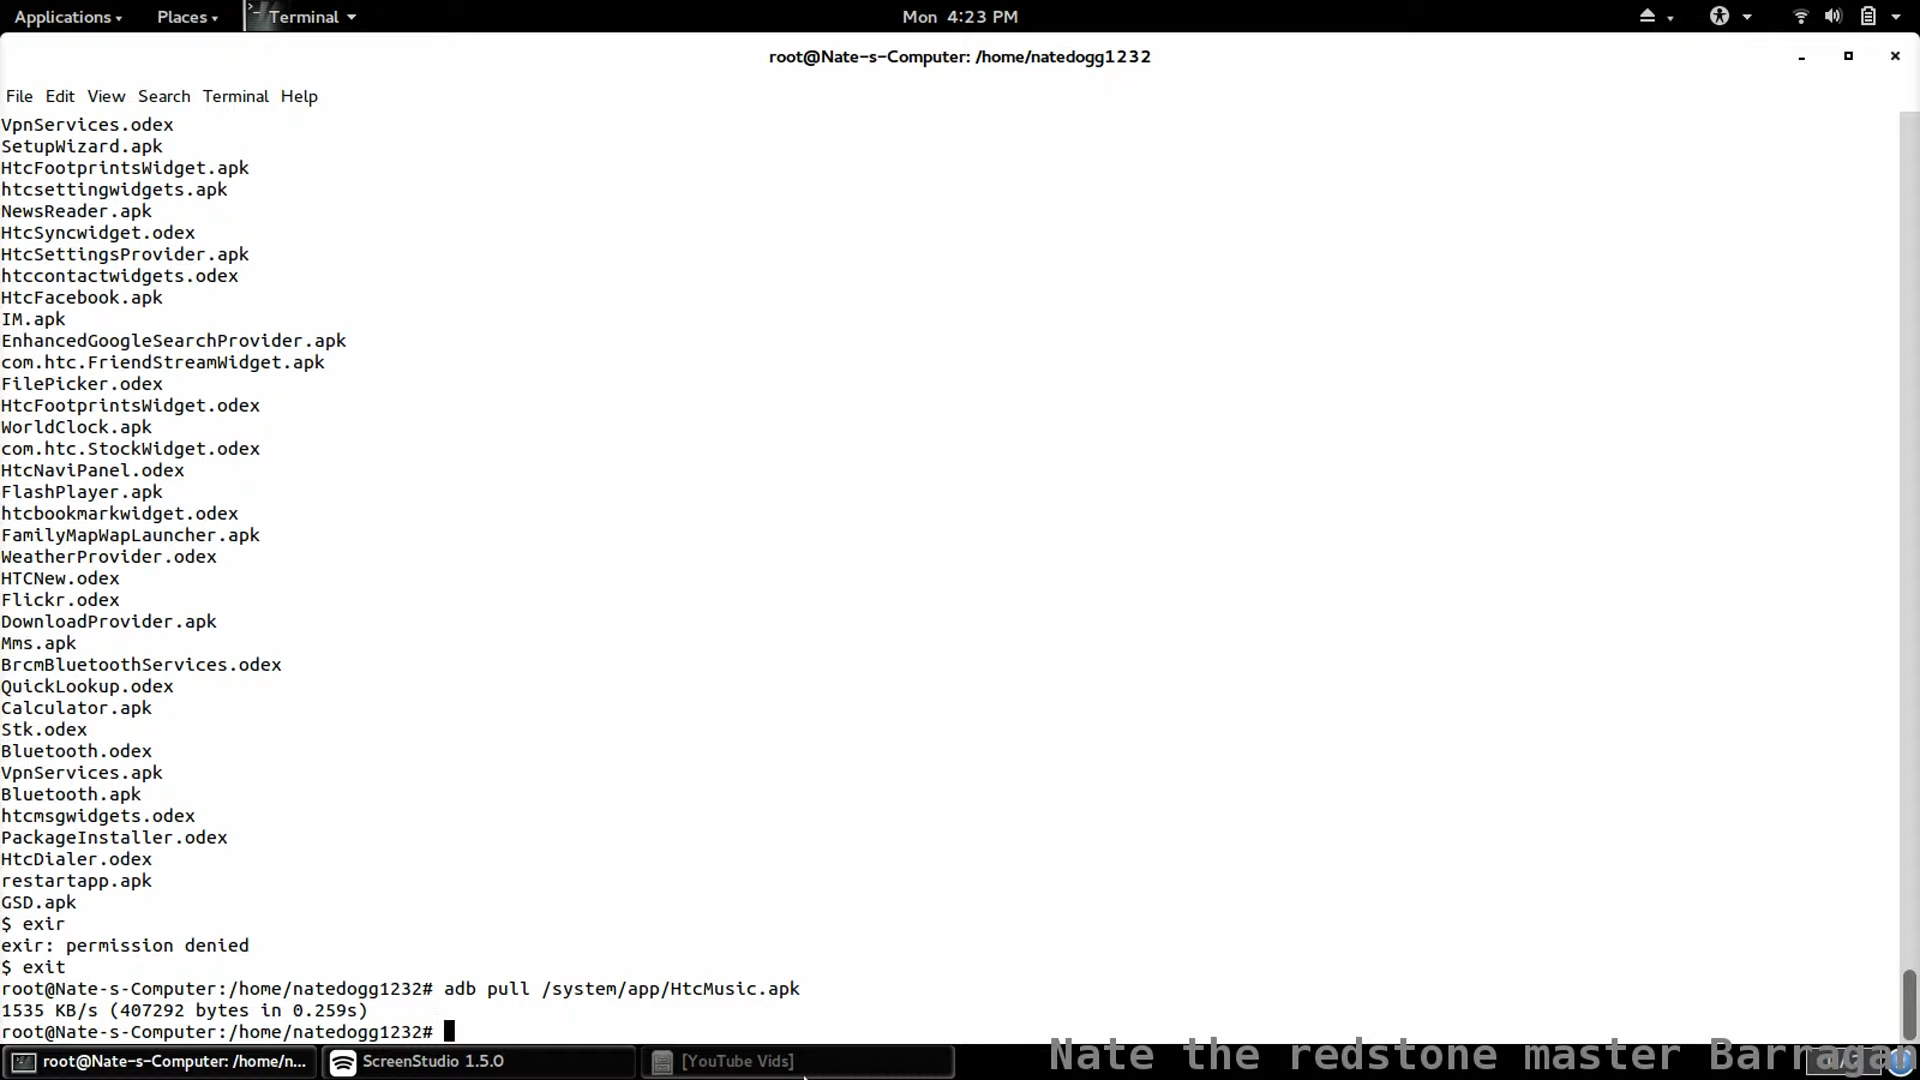 Applications
Places
Terminal
Mon 4:23 PM
root@Nate-s-Computer: /home/natedogg1232
File Edit View Search Terminal Help
VpnServices.odex
SetupWizard.apk
HtcFootprintsWidget.apk
htcsettingwidgets.apk
NewsReader.apk
HtcSyncwidget.odex
HtcSettingsProvider.apk
htccontactwidgets.odex
HtcFacebook.apk
IM.apk
EnhancedGoogleSearchProvider.apk
com.htc.FriendStreamWidget.apk
FilePicker.odex
HtcFootprintsWidget.odex
WorldClock.apk
com.htc.StockWidget.odex
HtcNaviPanel.odex
FlashPlayer.apk
htcbookmarkwidget.odex
FamilyMapWapLauncher.apk
WeatherProvider.odex
HTCNew.odex
Flickr.odex
DownloadProvider.apk
Mms.apk
BrcmBluetoothServices.odex
QuickLookup.odex
Calculator.apk
Stk.odex
Bluetooth.odex
VpnServices.apk
Bluetooth.apk
htcmsgwidgets.odex
PackageInstaller.odex
HtcDialer.odex
restartapp.apk
GSD.apk
$ exir
exir: permission denied
$ exit
root@Nate-s-Computer:/home/natedogg1232# adb pull /system/app/HtcMusic.apk
1535 KB/s (407292 bytes in 0.259s)
root@Nate-s-Computer:/home/natedogg1232#
root@Nate-s-Computer: /home/n...
ScreenStudio 1.5.0
[YouTube Vids]
Nate the redstone master Barragan